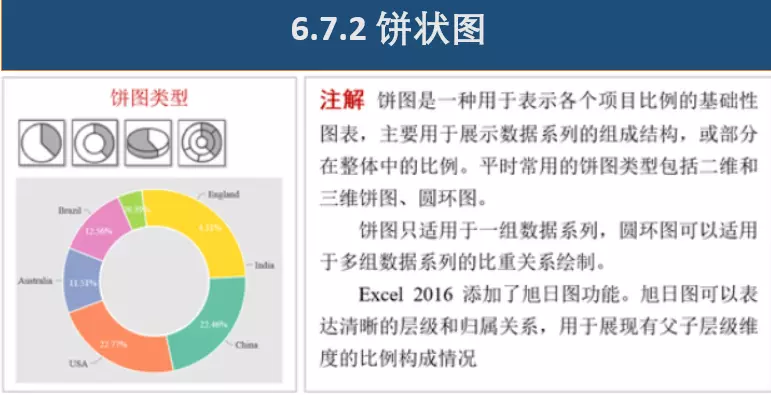 6.7.2 饼状图
饼图类型
England
Brazil
12.56%
India
Australia
11.51%
22.46%
China
22.77%
USA
注解 饼图是一种用于表示各个项目比例的基础性
图表，主要用于展示数据系列的组成结构，或部分
在整体中的比例。平时常用的饼图类型包括二维和
三维饼图、圆环图。
饼图只适用于一组数据系列，圆环图可以适用
于多组数据系列的比重关系绘制。
Excel 2016 添加了旭日图功能。旭日图可以表
达清晰的层级和归属关系，用于展现有父子层级维
度的比例构成情况